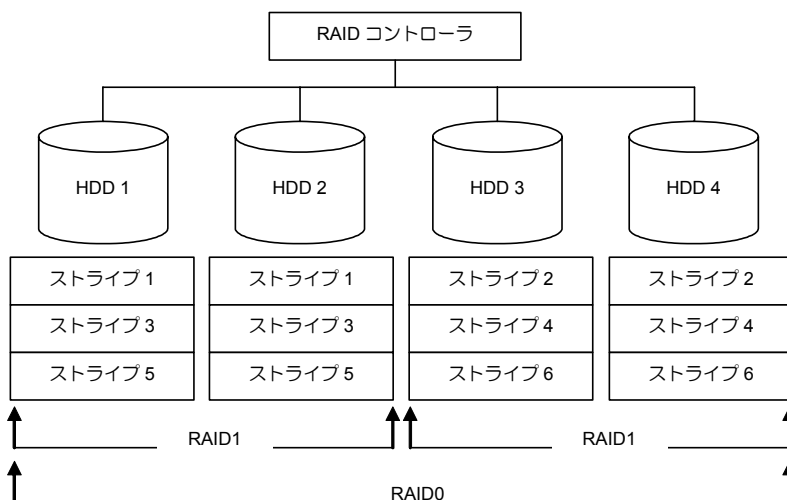 RAID コントローラ
HDD 1 HDD 2 HDD 3 HDD 4
ストライプ 1 ストライプ 1 ストライプ 2 ストライプ 2
ストライプ 3 ストライプ 3 ストライプ 4 ストライプ 4
ストライプ 5 ストライプ 5 ストライプ 6 ストライプ 6
RAID1 RAID1
RAID0